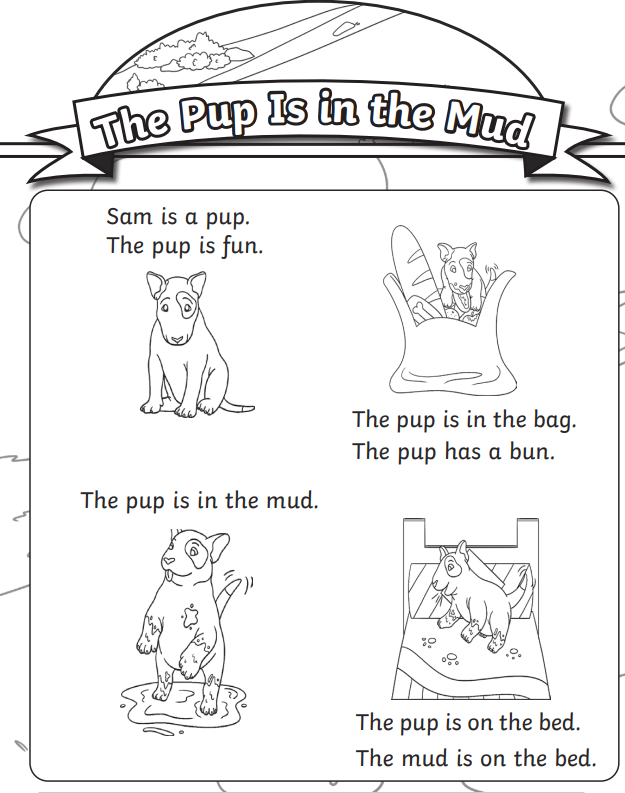 The Pup Is in the Mud
Sam is a pup.
The pup is fun.
The pup is in the bag.
The pup has a bun.
The pup is in the mud.
The pup is on the bed.
The mud is on the bed.